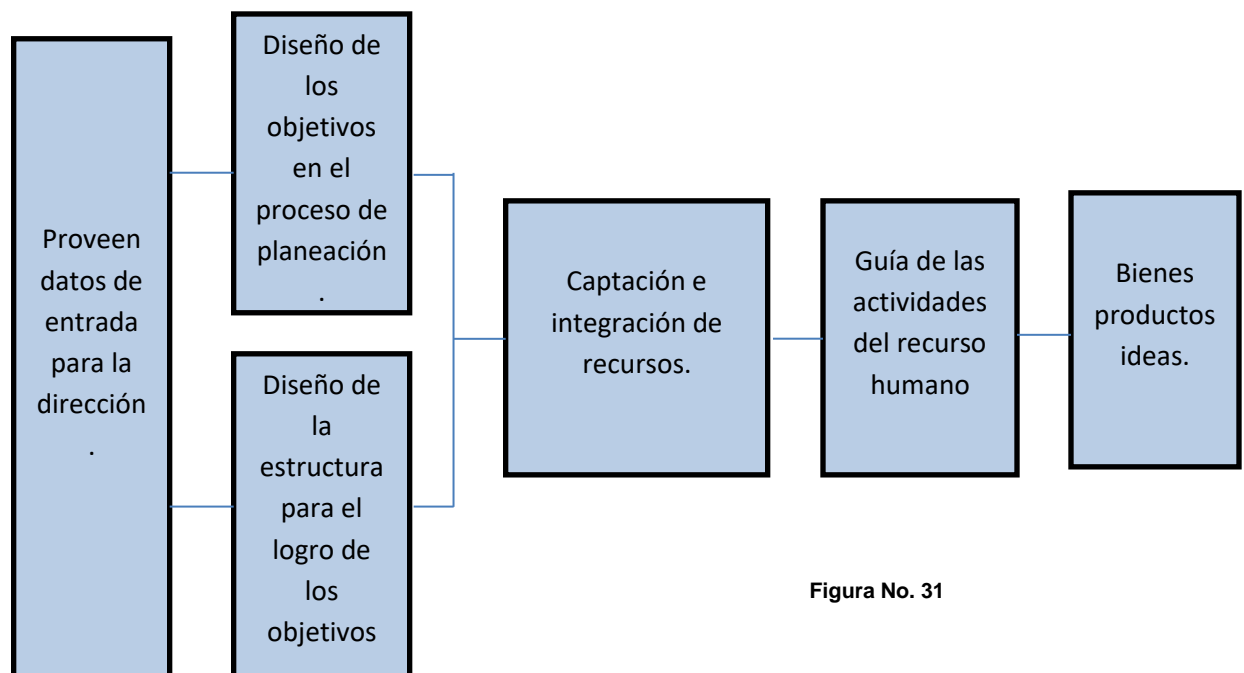 Proveen
datos de
entrada
para la
dirección
.
Diseño de
los
objetivos
en el
proceso de
planeación
.
Diseño de
la
estructura
para el
logro de
los
objetivos
Captación e
integración de
recursos.
Guía de las
actividades
del recurso
humano
Bienes
productos
ideas.
Figura No. 31